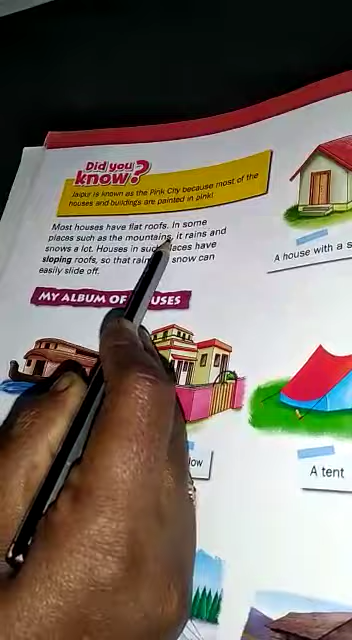 Did you
know?
Jaipur is known as the Pink City because most of the
houses and buildings are painted in pink!
Most houses have flat roofs. In some
places such as the mountains, it rains and
snows a lot. Houses in such places have
sloping roofs, so that rain snow can
easily slide off.
A house with a s
MY ALBUM OF HOUSES
low
A tent